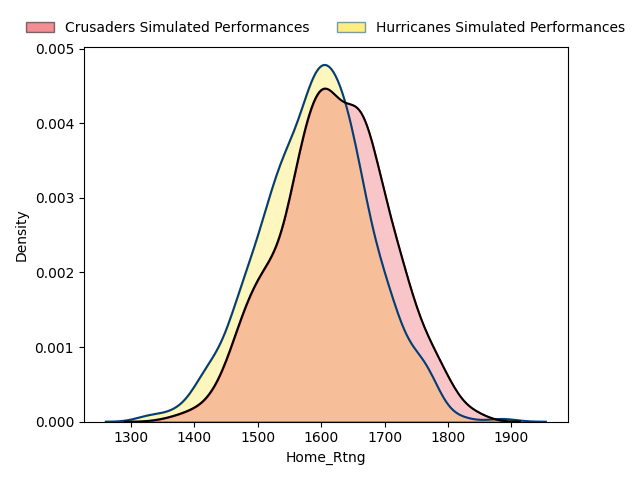 Crusaders Simulated Performances Hurricanes Simulated Performances
0.005
0.004
0.003
0.002
0.001
0.000
Density
1300 1400 1500 1600 1700 1800 1900
Home_Rtng